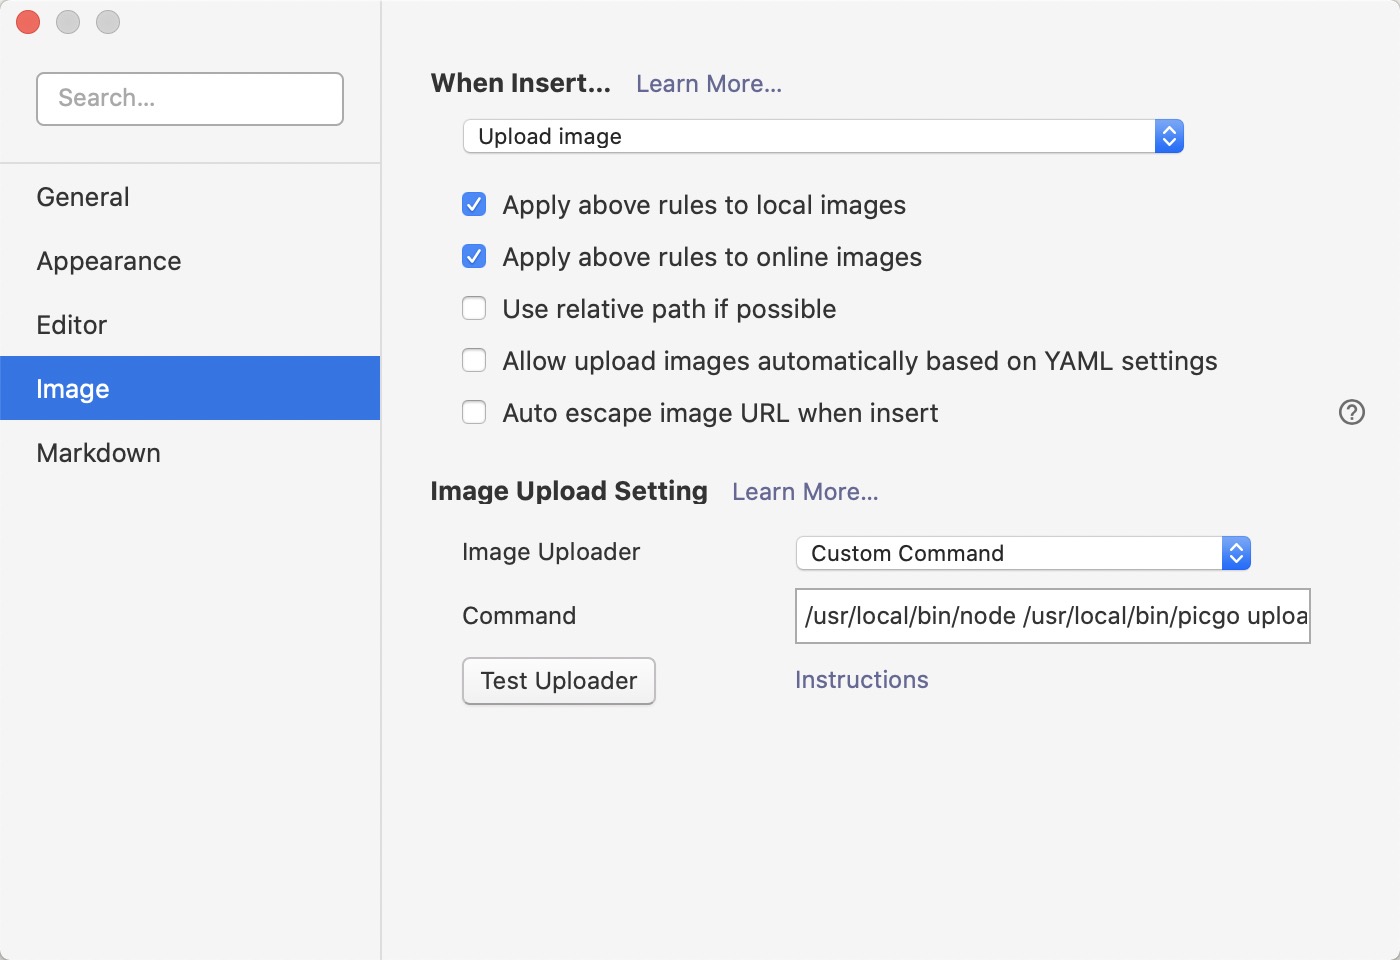 Search...
General
Appearance
Editor
Image
Markdown
When Insert... Learn More...
Upload image
Apply above rules to local images
Apply above rules to online images
Use relative path if possible
Allow upload images automatically based on YAML settings
Auto escape image URL when insert
Image Upload Setting Learn More...
Image Uploader Custom Command
Command /usr/local/bin/node /usr/local/bin/picgo uploa
Test Uploader Instructions